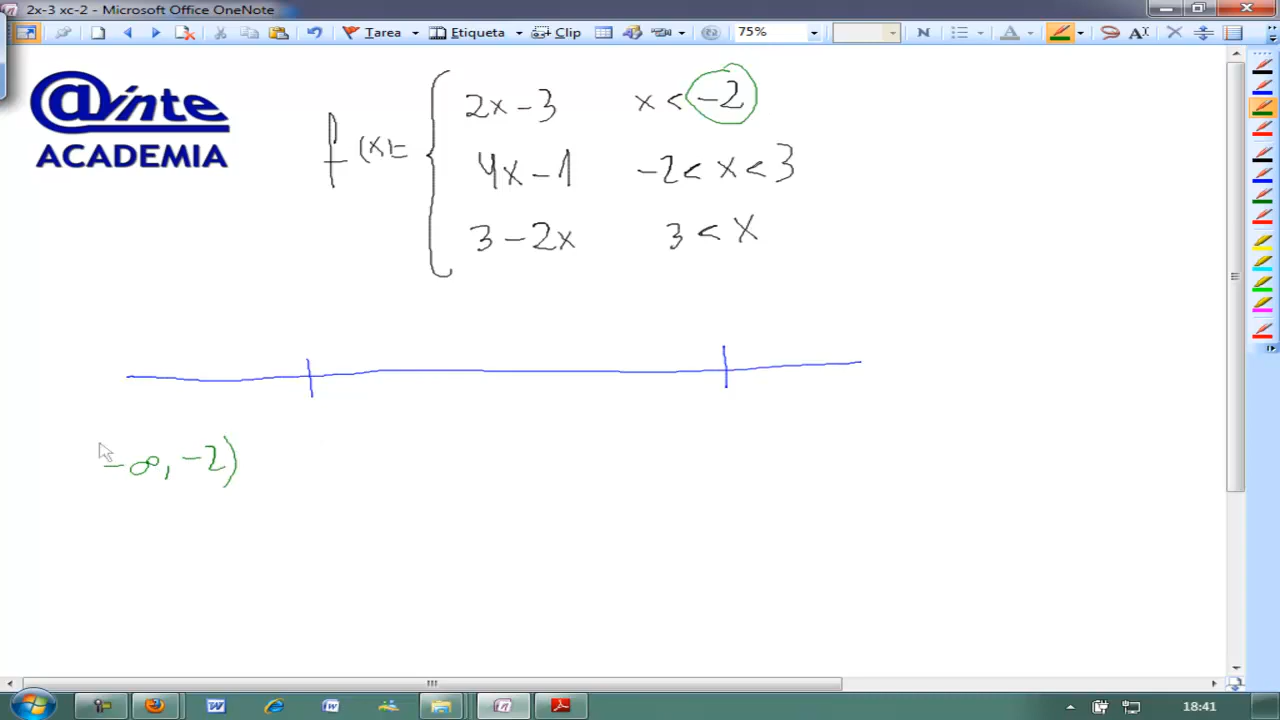 2x-3 xc-2 - Microsoft Office OneNote
Tarea Etiqueta Clip 75% N A
@inte
ACADEMIA
f(x)=
2x-3 x < -2
4x-1 -2 < x < 3
3-2x 3 < x
-∞, -2)
18:41